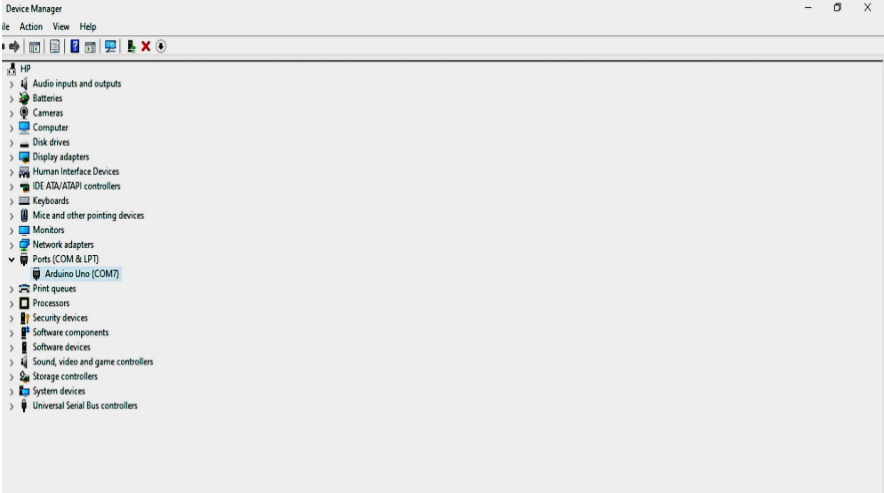 Device Manager
ile Action View Help
HP
Audio inputs and outputs
Batteries
Cameras
Computer
Disk drives
Display adapters
Human Interface Devices
IDE ATA/ATAPI controllers
Keyboards
Mice and other pointing devices
Monitors
Network adapters
Ports (COM & LPT)
Arduino Uno (COM7)
Print queues
Processors
Security devices
Software components
Software devices
Sound, video and game controllers
Storage controllers
System devices
Universal Serial Bus controllers